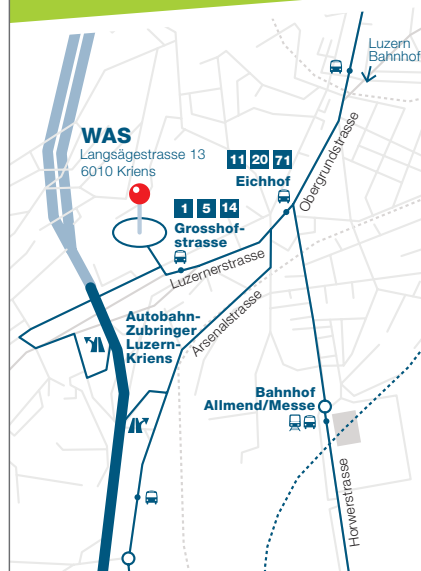 Luzern
Bahnhof
WAS
Langsägestrasse 13
6010 Kriens
11 20 71
Eichhof
Obergrundstrasse
1 5 14
Grosshof-
strasse
Luzernerstrasse
Arsenalstrasse
Autobahn-
Zubringer
Luzern-
Kriens
Bahnhof
Allmend/Messe
Horwerstrasse